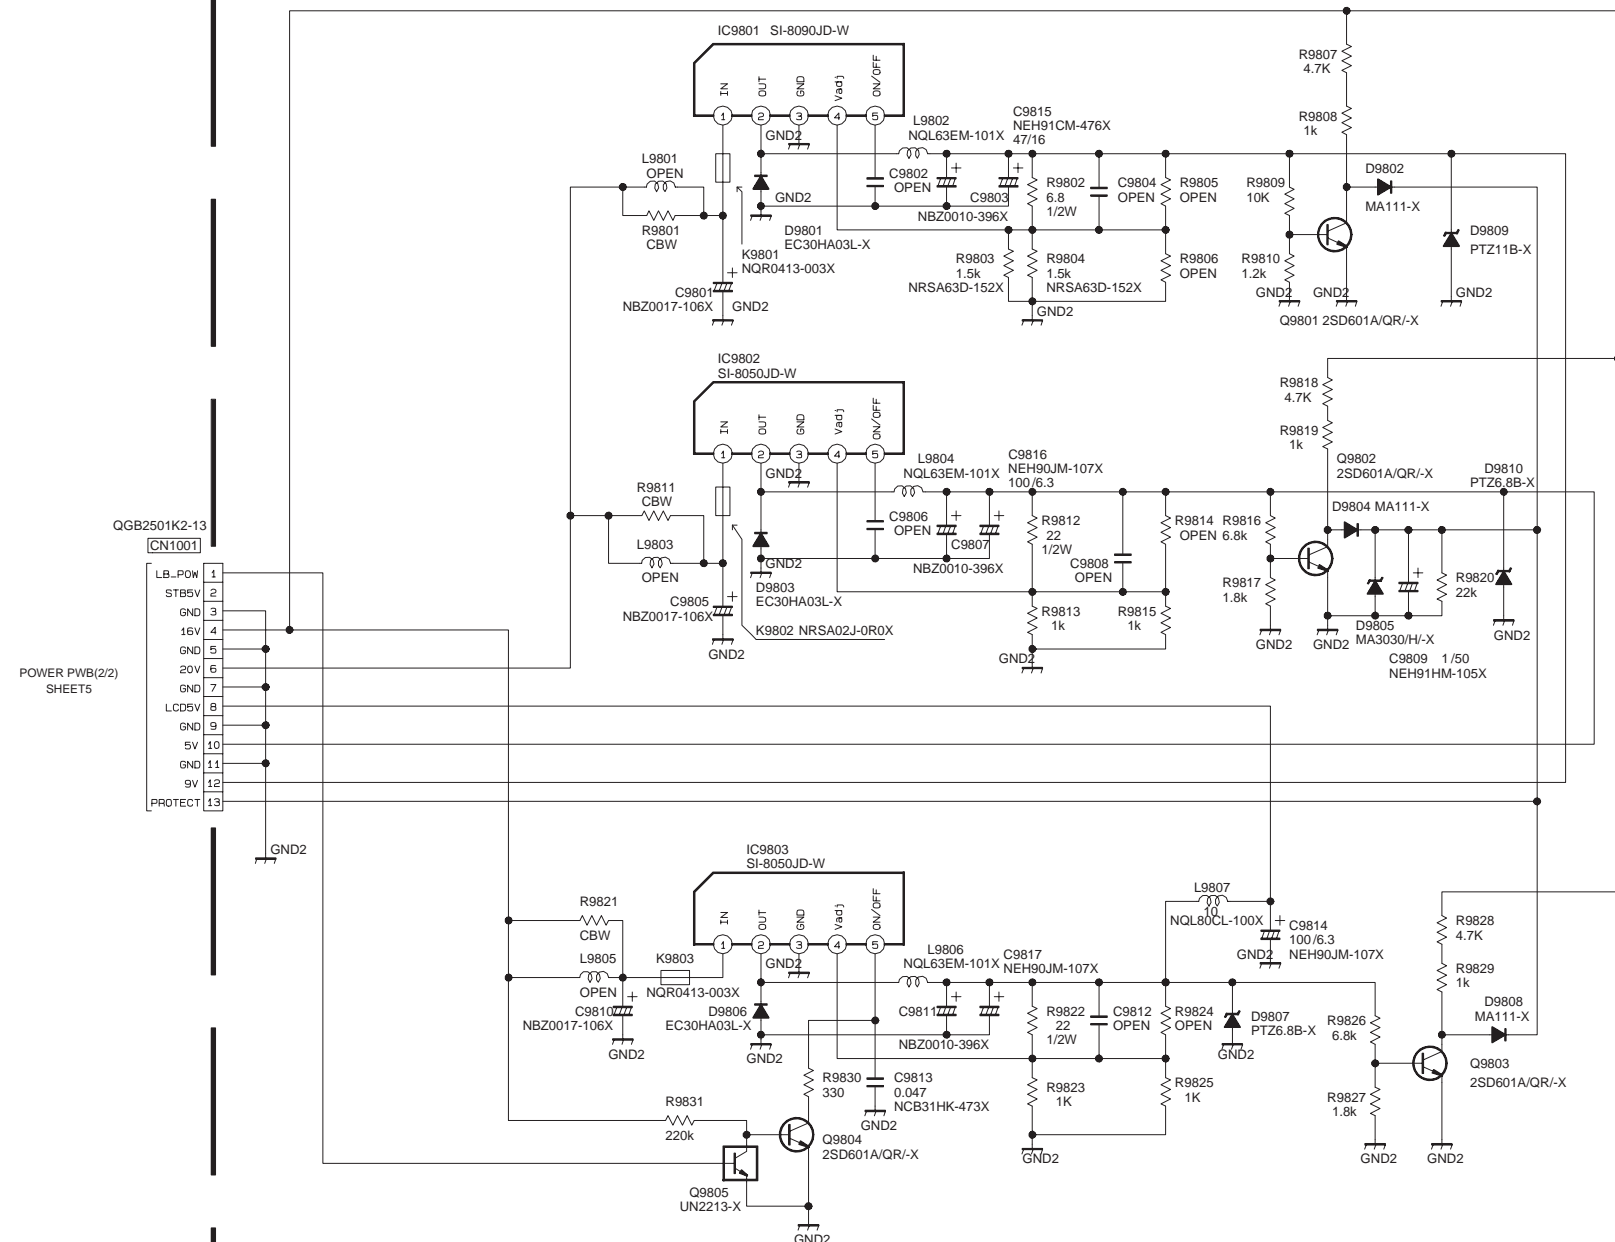 IC9801 SI-8090JD-W
IN
OUT
GND
Vadj
ON/OFF
1
2
3
4
5
GND2
R9807
4.7K
R9808
1k
L9802
NQL63EM-101X
C9815
NEH91CM-476X
47/16
L9801
OPEN
R9801
CBW
C9802
OPEN
GND2
C9803
NBZ0010-396X
R9802
6.8
1/2W
C9804
OPEN
R9805
OPEN
R9809
10K
D9802
MA111-X
D9801
EC30HA03L-X
K9801
NQR0413-003X
C9801
NBZ0017-106X
GND2
R9803
1.5k
NRSA63D-152X
R9804
1.5k
NRSA63D-152X
R9806
OPEN
GND2
R9810
1.2k
GND2
GND2
Q9801 2SD601A/QR/-X
D9809
PTZ11B-X
GND2
IC9802
SI-8050JD-W
IN
OUT
GND
Vadj
ON/OFF
1
2
3
4
5
GND2
R9818
4.7K
R9819
1k
Q9802
2SD601A/QR/-X
L9804
NQL63EM-101X
C9816
NEH90JM-107X
100/6.3
D9810
PTZ6.8B-X
R9811
CBW
L9803
OPEN
C9806
OPEN
C9807
NBZ0010-396X
GND2
D9803
EC30HA03L-X
R9812
22
1/2W
C9808
OPEN
R9814
OPEN
R9816
6.8k
D9804 MA111-X
R9817
1.8k
R9820
22k
C9805
NBZ0017-106X
GND2
K9802 NRSA02J-0R0X
R9813
1k
R9815
1k
GND2
GND2
GND2
D9805
MA3030/H/-X
C9809 1/50
NEH91HM-105X
GND2
QGB2501K2-13
CN1001
LB_POW 1
STB5V 2
GND 3
16V 4
GND 5
20V 6
GND 7
LCD5V 8
GND 9
5V 10
GND 11
9V 12
PROTECT 13
POWER PWB(2/2)
SHEET5
GND2
IC9803
SI-8050JD-W
IN
OUT
GND
Vadj
ON/OFF
1
2
3
4
5
GND2
L9807
10
NQL80CL-100X
C9814
100/6.3
NEH90JM-107X
GND2
R9828
4.7K
R9829
1k
R9821
CBW
L9805
OPEN
K9803
NQR0413-003X
C9810
NBZ0017-106X
GND2
L9806
NQL63EM-101X
C9817
NEH90JM-107X
D9806
EC30HA03L-X
GND2
C9811
NBZ0010-396X
R9822
22
1/2W
C9812
OPEN
R9824
OPEN
D9807
PTZ6.8B-X
GND2
R9826
6.8k
D9808
MA111-X
Q9803
2SD601A/QR/-X
R9830
330
C9813
0.047
NCB31HK-473X
GND2
R9823
1K
R9825
1K
R9827
1.8k
R9831
220k
Q9804
2SD601A/QR/-X
GND2
GND2
GND2
Q9805
UN2213-X
GND2